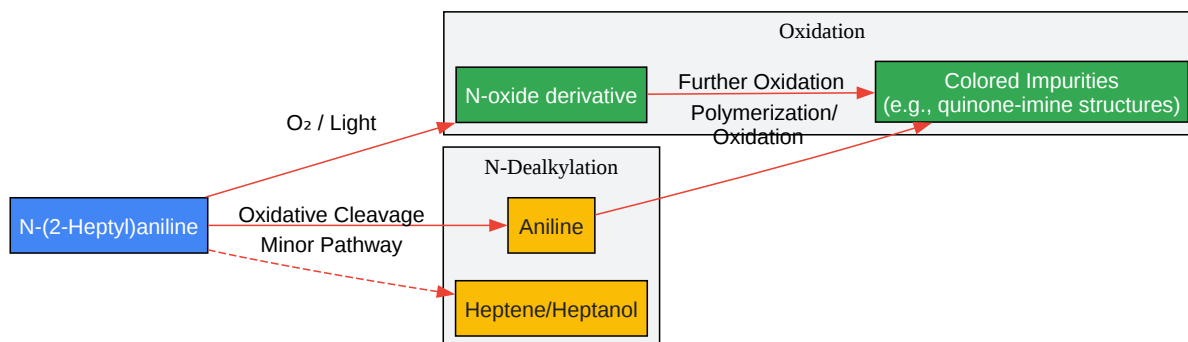 Oxidation
N-oxide derivative
Further Oxidation
Colored Impurities
(e.g., quinone-imine structures)
Polymerization/
Oxidation
O₂ / Light
N-Dealkylation
N-(2-Heptyl)aniline
Oxidative Cleavage
Aniline
Minor Pathway
Heptene/Heptanol